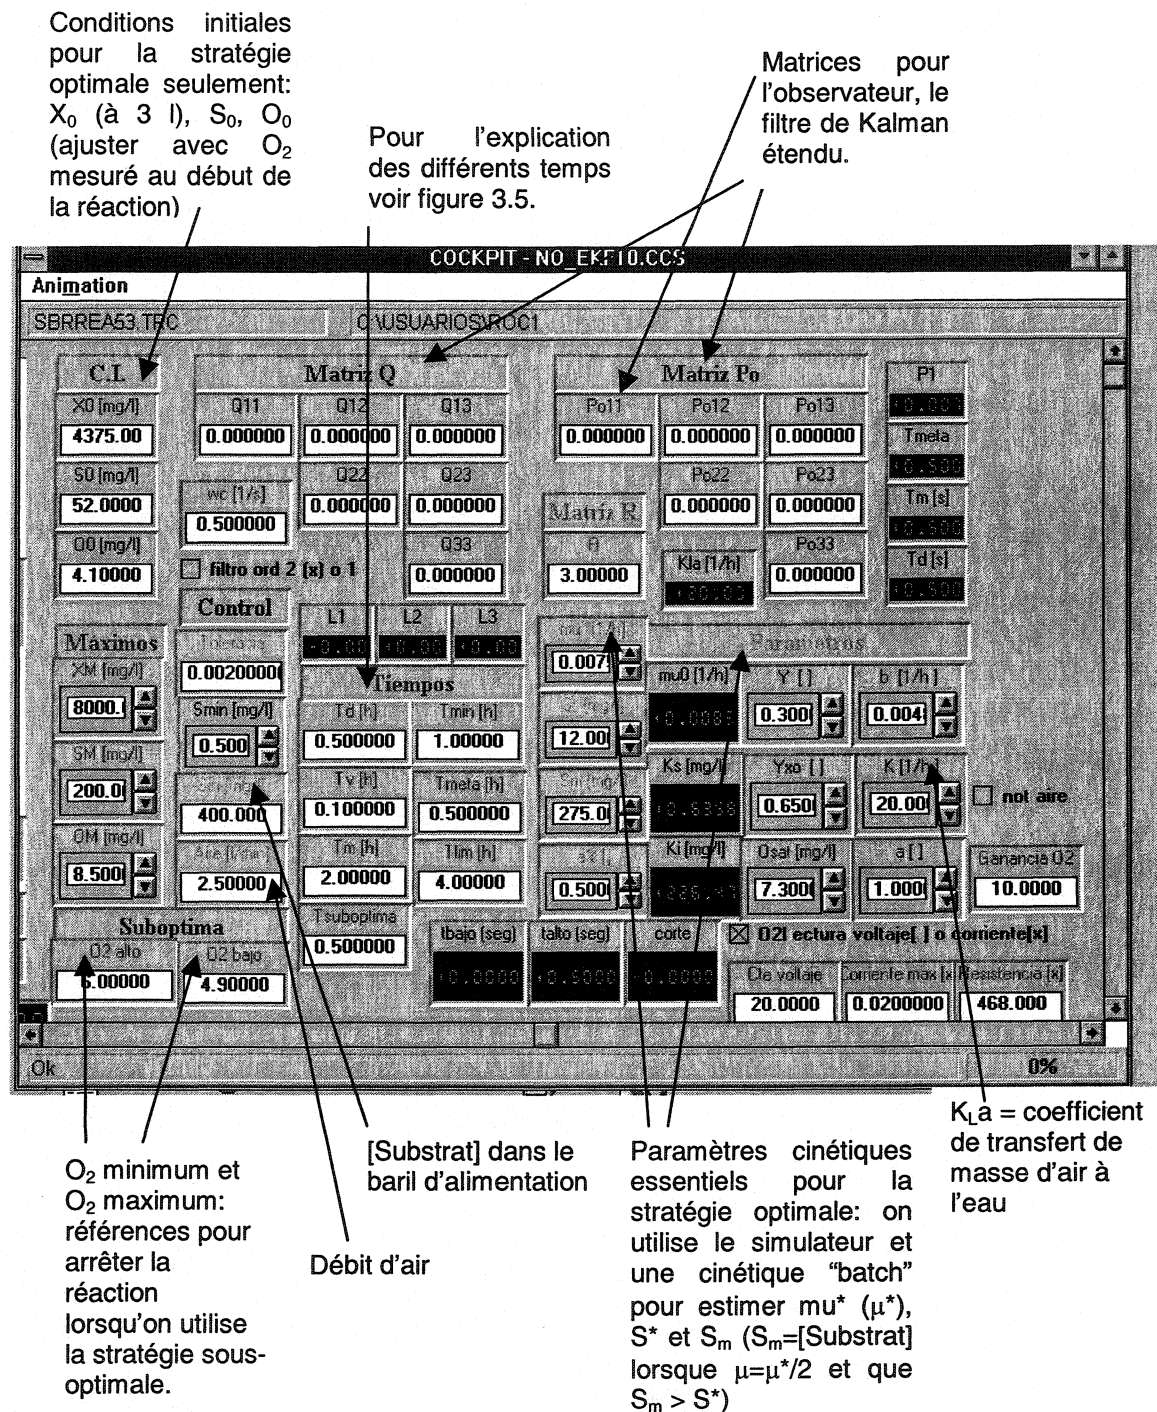 Conditions initiales
pour la stratégie
optimale seulement:
X₀ (à 3 l), S₀, O₀
(ajuster avec O₂
mesuré au début de
la réaction)
Pour l'explication
des différents temps
voir figure 3.5.
Matrices pour
l'observateur, le
filtre de Kalman
étendu.
COCKPIT - NO_EKF10.CCS
Animation
SBRREA53.TRC C:\USUARIOS\ROC1
C.I. Matriz Q Matriz Po P1
X0 [mg/l] Q11 Q12 Q13 Po11 Po12 Po13
4375.00 0.000000 0.000000 0.000000 0.000000 0.000000 0.000000
Tmeta
S0 [mg/l] Q22 Q23 Po22 Po23
wc [1/s] Tm [s]
52.0000 0.500000 0.000000 0.000000 Matriz R 0.000000 0.000000
O0 [mg/l] Q33 Kla [1/h] Po33 Td [s]
4.10000 filtro ord 2 [x] o 1 0.000000 3.00000 0.000000
Control L1 L2 L3
Maximos Parametros
XM [mg/l] 0.0020000 Tiempos 0.007 mu0 [1/h] Y [ ] b [1/h]
8000. Smin [mg/l] Td [h] Tmin [h] 0.300 0.004
0.500 0.500000 1.00000 12.00
SM [mg/l] Tv [h] Tmeta [h] Ks [mg/l] Yxo [ ] K [1/h]
200.0 400.000 0.100000 0.500000 275.0 0.650 20.00 not aire
OM [mg/l] Tm [h] Tlim [h] Ki [mg/l] Osat [mg/l] a [ ] Ganancia O2
8.500 2.50000 2.00000 4.00000 0.500 7.300 1.000 10.0000
Suboptima Tsuboptima tbajo [seg] talto [seg] corte O2 Lectura voltaje[ ] o corriente[x]
O2 alto O2 bajo 0.500000 Cte voltaje Corriente max [x] Resistencia [x]
6.00000 4.90000 20.0000 0.0200000 468.000
Ok 0%
O₂ minimum et
O₂ maximum:
références pour
arrêter la
réaction
lorsqu'on utilise
la stratégie sous-
optimale.
[Substrat] dans le
baril d'alimentation
Débit d'air
Paramètres cinétiques
essentiels pour la
stratégie optimale: on
utilise le simulateur et
une cinétique "batch"
pour estimer mu* (μ*),
S* et Sₘ (Sₘ=[Substrat]
lorsque μ=μ*/2 et que
Sₘ > S*)
K_La = coefficient
de transfert de
masse d'air à
l'eau